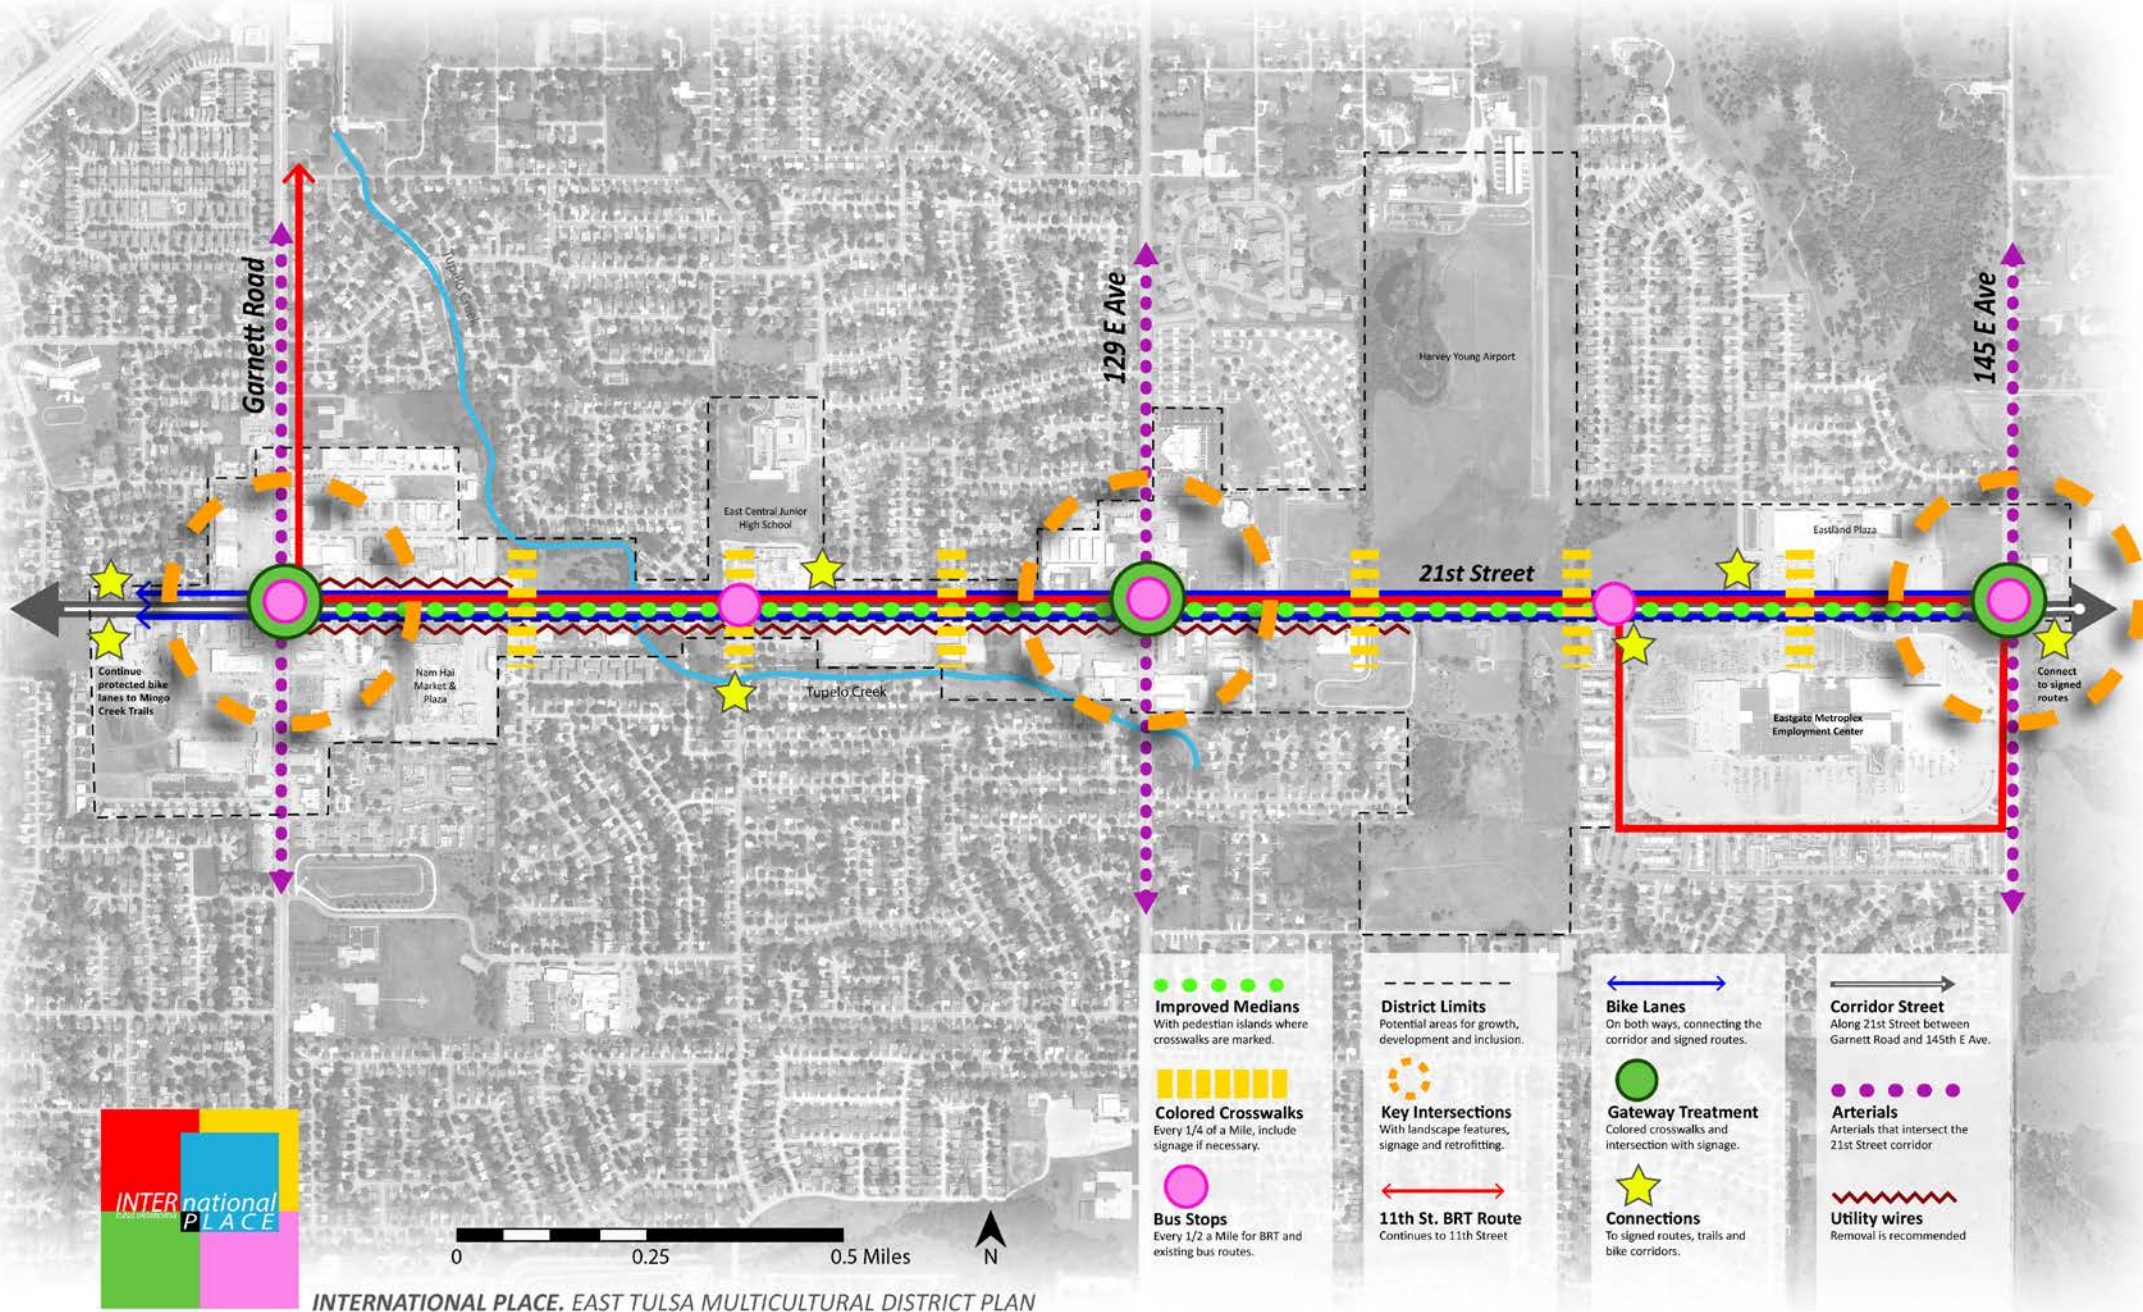 Garnett Road
129 E Ave
145 E Ave
Tupelo Creek
Harvey Young Airport
East Central Junior
High School
Eastland Plaza
21st Street
Continue
protected bike
lanes to Mingo
Creek Trails
Nam Hai
Market &
Plaza
Tupelo Creek
Connect
to signed
routes
Eastgate Metroplex
Employment Center
Improved Medians
With pedestian islands where
crosswalks are marked.
Colored Crosswalks
Every 1/4 of a Mile, include
signage if necessary.
Bus Stops
Every 1/2 a Mile for BRT and
existing bus routes.
District Limits
Potential areas for growth,
development and inclusion.
Key Intersections
With landscape features,
signage and retrofitting.
11th St. BRT Route
Continues to 11th Street
Bike Lanes
On both ways, connecting the
corridor and signed routes.
Gateway Treatment
Colored crosswalks and
intersection with signage.
Connections
To signed routes, trails and
bike corridors.
Corridor Street
Along 21st Street between
Garnett Road and 145th E Ave.
Arterials
Arterials that intersect the
21st Street corridor
Utility wires
Removal is recommended
INTERnational
PLACE
0 0.25 0.5 Miles
N
INTERNATIONAL PLACE. EAST TULSA MULTICULTURAL DISTRICT PLAN